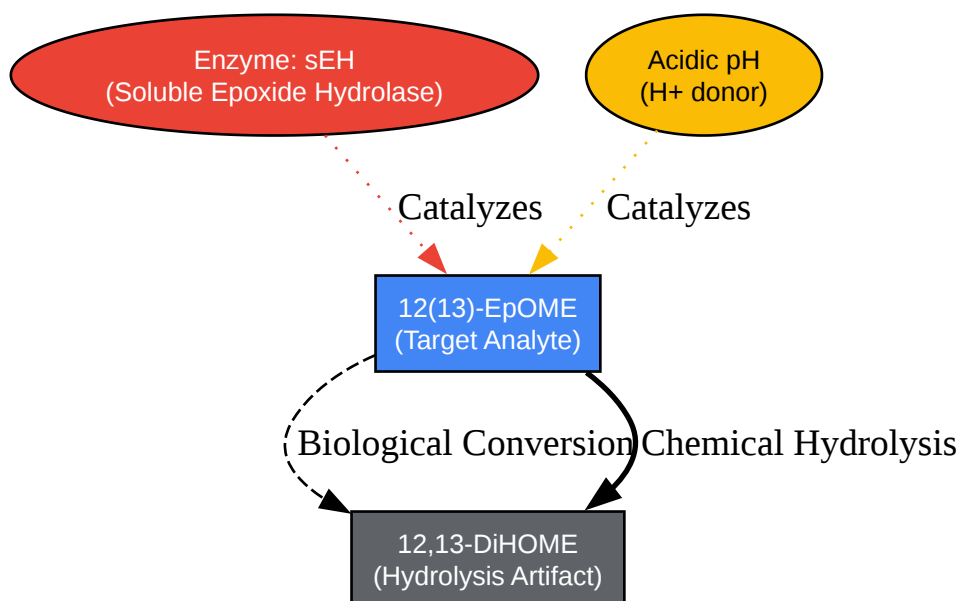 Enzyme: sEH
(Soluble Epoxide Hydrolase)
Acidic pH
(H+ donor)
Catalyzes
Catalyzes
12(13)-EpOME
(Target Analyte)
Biological Conversion
Chemical Hydrolysis
12,13-DiHOME
(Hydrolysis Artifact)